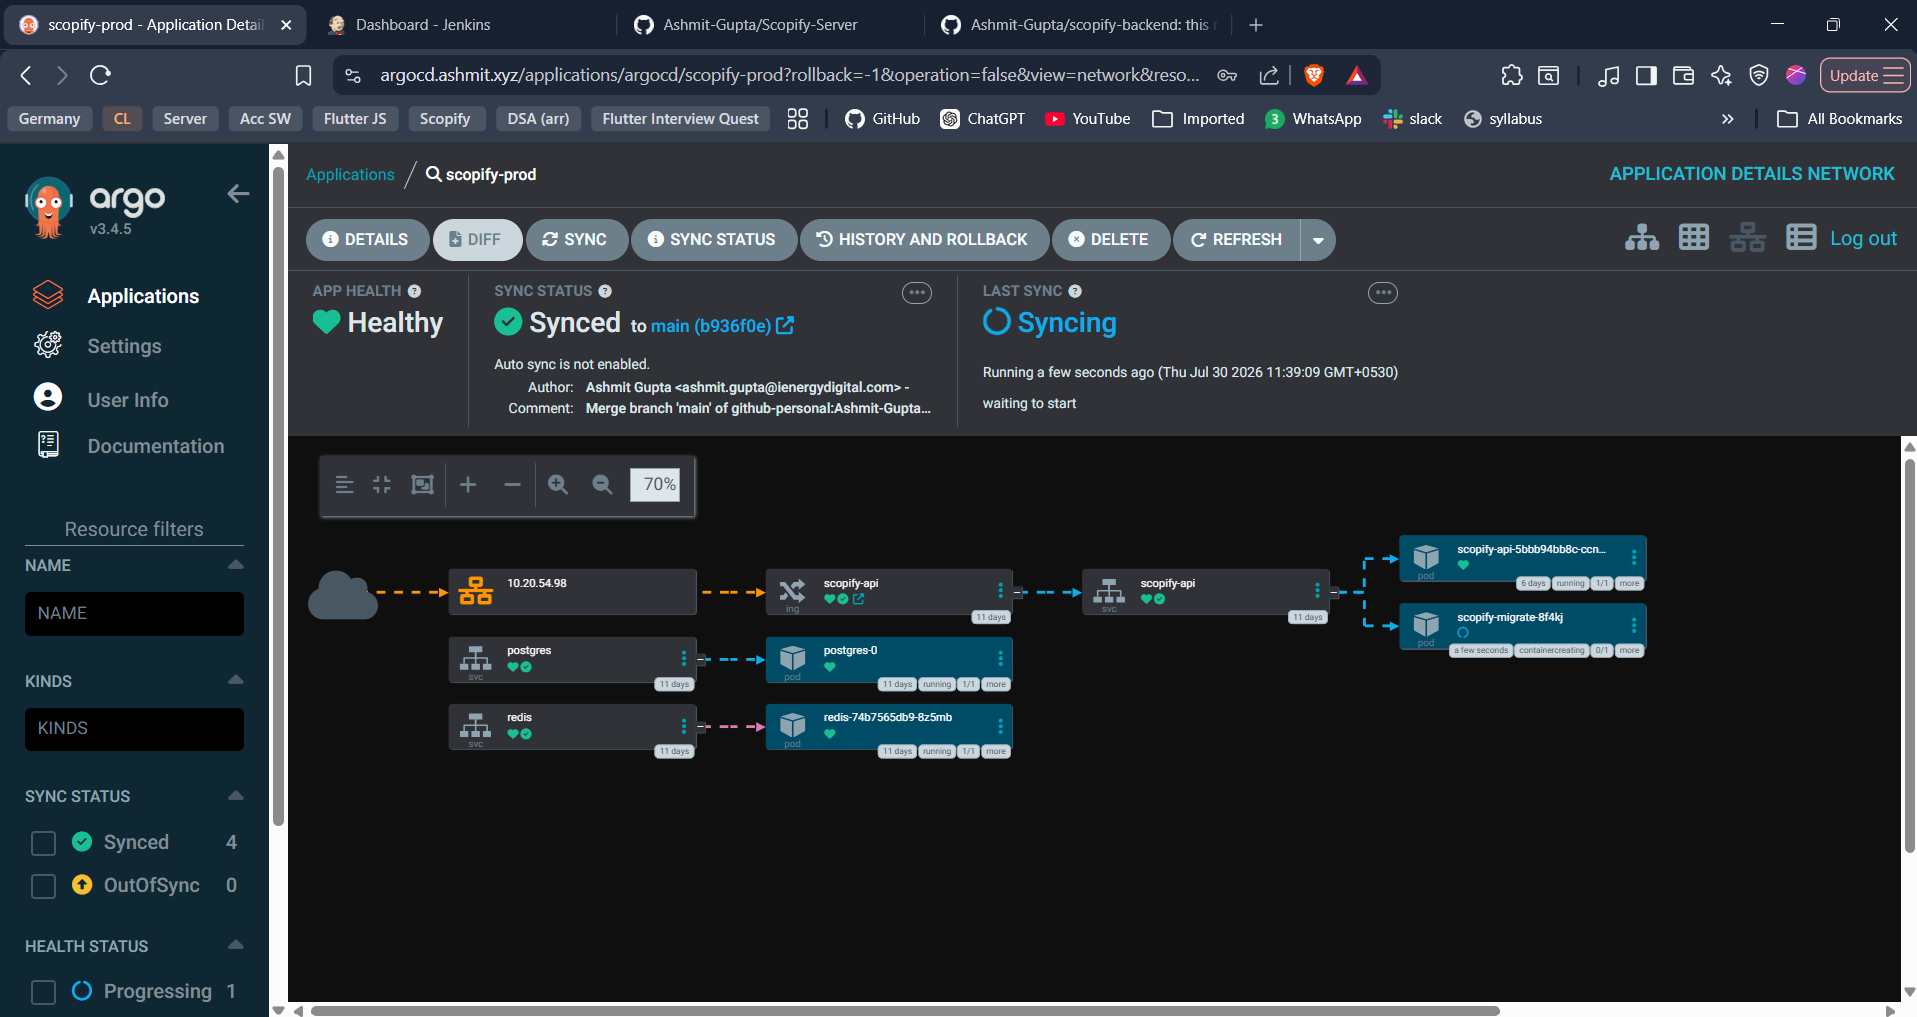 scopify-prod - Application Detail
Dashboard - Jenkins
Ashmit-Gupta/Scopify-Server
Ashmit-Gupta/scopify-backend: this r
argocd.ashmit.xyz/applications/argocd/scopify-prod?rollback=-1&operation=false&view=network&reso...
Update
Germany
CL
Server
Acc SW
Flutter JS
Scopify
DSA (arr)
Flutter Interview Quest
GitHub
ChatGPT
YouTube
Imported
3
WhatsApp
slack
syllabus
»
All Bookmarks
argo
v3.4.5
Applications
Settings
User Info
Documentation
Resource filters
NAME
NAME
KINDS
KINDS
SYNC STATUS
Synced 4
OutOfSync 0
HEALTH STATUS
Progressing 1
Applications / scopify-prod
APPLICATION DETAILS NETWORK
DETAILS
DIFF
SYNC
SYNC STATUS
HISTORY AND ROLLBACK
DELETE
REFRESH
Log out
APP HEALTH
Healthy
SYNC STATUS
Synced to main (b936f0e)
Auto sync is not enabled.
Author: Ashmit Gupta <ashmit.gupta@ienergydigital.com> -
Comment: Merge branch 'main' of github-personal:Ashmit-Gupta...
LAST SYNC
Syncing
Running a few seconds ago (Thu Jul 30 2026 11:39:09 GMT+0530)
waiting to start
70%
10.20.54.98
scopify-api
ing
11 days
scopify-api
svc
11 days
scopify-api-5bbb94bb8c-ccn...
pod
6 days running 1/1 more
scopify-migrate-8f4kj
pod
a few seconds containercreating 0/1 more
postgres
svc
11 days
postgres-0
pod
11 days running 1/1 more
redis
svc
11 days
redis-74b7565db9-8z5mb
pod
11 days running 1/1 more